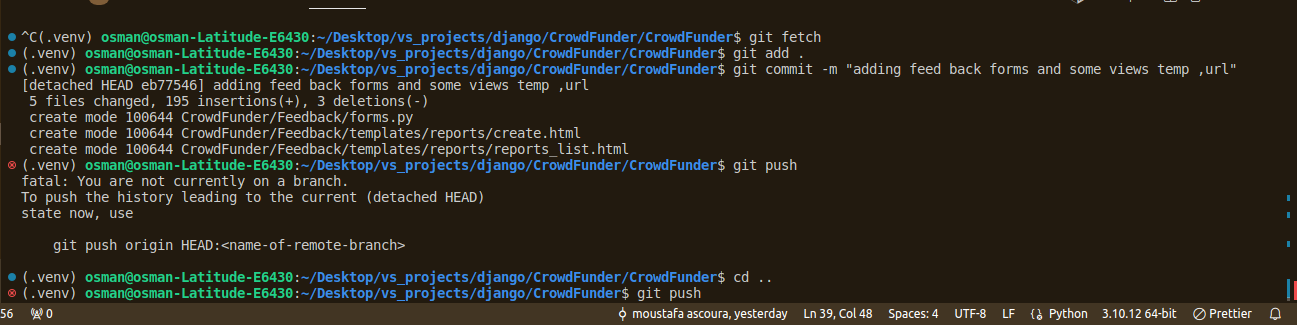 ^C(.venv) osman@osman-Latitude-E6430:~/Desktop/vs_projects/django/CrowdFunder/CrowdFunder$ git fetch
(.venv) osman@osman-Latitude-E6430:~/Desktop/vs_projects/django/CrowdFunder/CrowdFunder$ git add .
(.venv) osman@osman-Latitude-E6430:~/Desktop/vs_projects/django/CrowdFunder/CrowdFunder$ git commit -m "adding feed back forms and some views temp ,url"
[detached HEAD eb77546] adding feed back forms and some views temp ,url
 5 files changed, 195 insertions(+), 3 deletions(-)
 create mode 100644 CrowdFunder/Feedback/forms.py
 create mode 100644 CrowdFunder/Feedback/templates/reports/create.html
 create mode 100644 CrowdFunder/Feedback/templates/reports/reports_list.html
(.venv) osman@osman-Latitude-E6430:~/Desktop/vs_projects/django/CrowdFunder/CrowdFunder$ git push
fatal: You are not currently on a branch.
To push the history leading to the current (detached HEAD)
state now, use

    git push origin HEAD:<name-of-remote-branch>

(.venv) osman@osman-Latitude-E6430:~/Desktop/vs_projects/django/CrowdFunder/CrowdFunder$ cd ..
(.venv) osman@osman-Latitude-E6430:~/Desktop/vs_projects/django/CrowdFunder$ git push
56 0 moustafa ascoura, yesterday Ln 39, Col 48 Spaces: 4 UTF-8 LF Python 3.10.12 64-bit Prettier